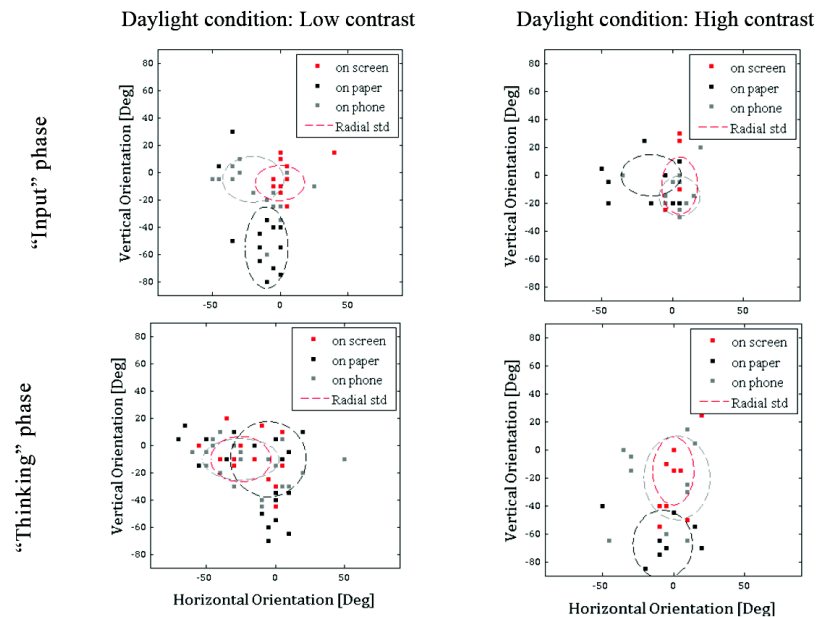 Daylight condition: Low contrast
Daylight condition: High contrast
“Input” phase
Vertical Orientation [Deg]
80
60
40
20
0
-20
-40
-60
-80
-50
0
50
on screen
on paper
on phone
Radial std
Vertical Orientation [Deg]
80
60
40
20
0
-20
-40
-60
-80
-50
0
50
on screen
on paper
on phone
Radial std
“Thinking” phase
Vertical Orientation [Deg]
80
60
40
20
0
-20
-40
-60
-80
-50
0
50
on screen
on paper
on phone
Radial std
Horizontal Orientation [Deg]
Vertical Orientation [Deg]
80
60
40
20
0
-20
-40
-60
-80
-50
0
50
on screen
on paper
on phone
Radial std
Horizontal Orientation [Deg]